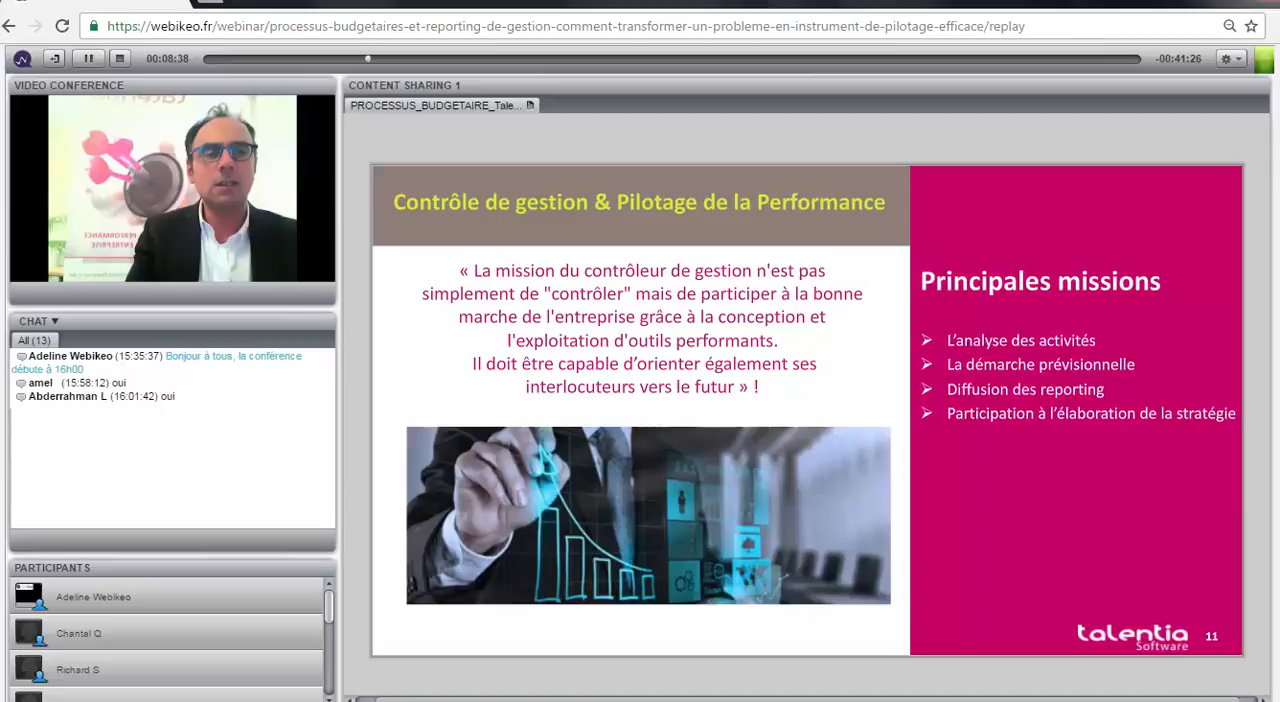 https://webikeo.fr/webinar/processus-budgetaires-et-reporting-de-gestion-comment-transformer-un-probleme-en-instrument-de-pilotage-efficace/replay
00:08:38
-00:41:26
VIDEO CONFERENCE
PERFORMANCE
ENTREPRISE
CHAT
All (13)
Adeline Webikeo (15:35:37) Bonjour à tous, la conférence
débute à 16h00
amel (15:58:12) oui
Abderrahman L (16:01:42) oui
PARTICIPANTS
Adeline Webikeo
Chantal Q
Richard S
CONTENT SHARING 1
PROCESSUS_BUDGETAIRE_Tale...
Contrôle de gestion & Pilotage de la Performance
« La mission du contrôleur de gestion n'est pas
simplement de "contrôler" mais de participer à la bonne
marche de l'entreprise grâce à la conception et
l'exploitation d'outils performants.
Il doit être capable d’orienter également ses
interlocuteurs vers le futur » !
Principales missions
L’analyse des activités
La démarche prévisionnelle
Diffusion des reporting
Participation à l’élaboration de la stratégie
talentia
Software
11